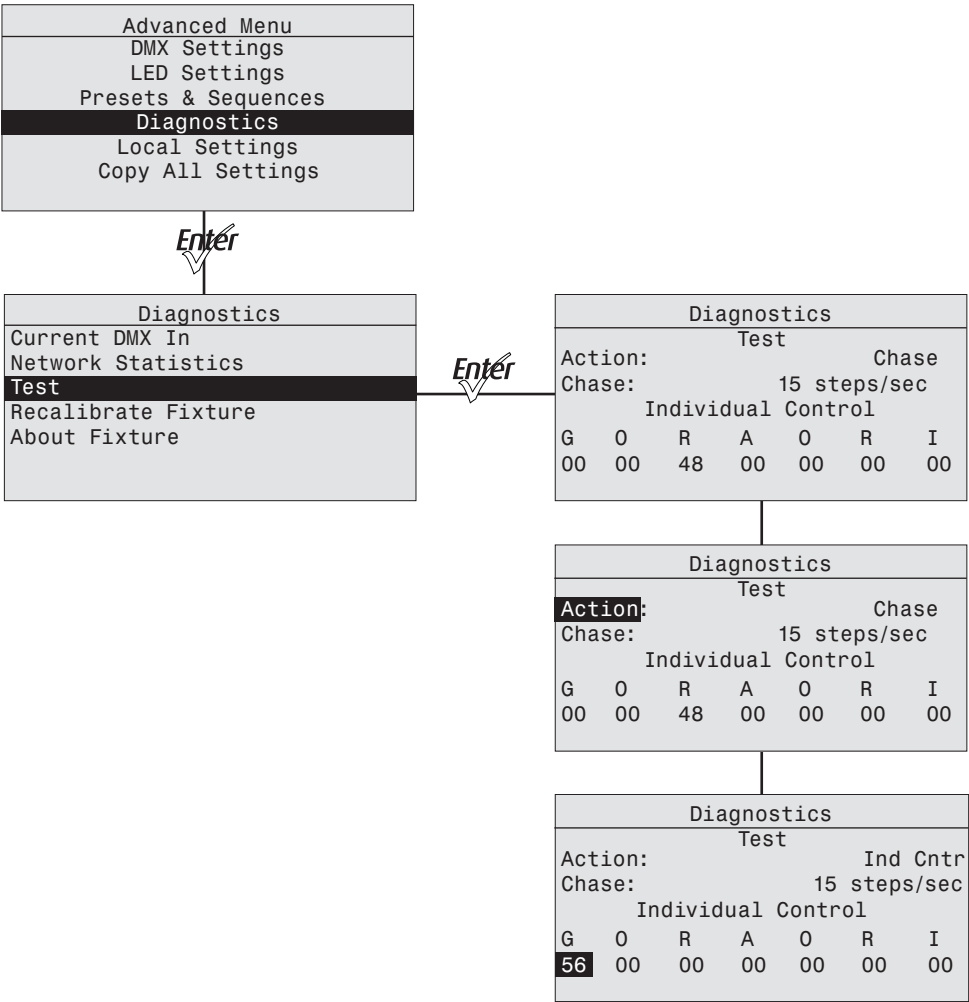 Advanced Menu
DMX Settings
LED Settings
Presets & Sequences
Diagnostics
Local Settings
Copy All Settings
Enter
Diagnostics
Current DMX In
Network Statistics
Test
Recalibrate Fixture
About Fixture
Enter
Diagnostics
Test
Action: Chase
Chase: 15 steps/sec
Individual Control
G O R A O R I
00 00 48 00 00 00 00
Diagnostics
Test
Action: Chase
Chase: 15 steps/sec
Individual Control
G O R A O R I
00 00 48 00 00 00 00
Diagnostics
Test
Action: Ind Cntr
Chase: 15 steps/sec
Individual Control
G O R A O R I
56 00 00 00 00 00 00